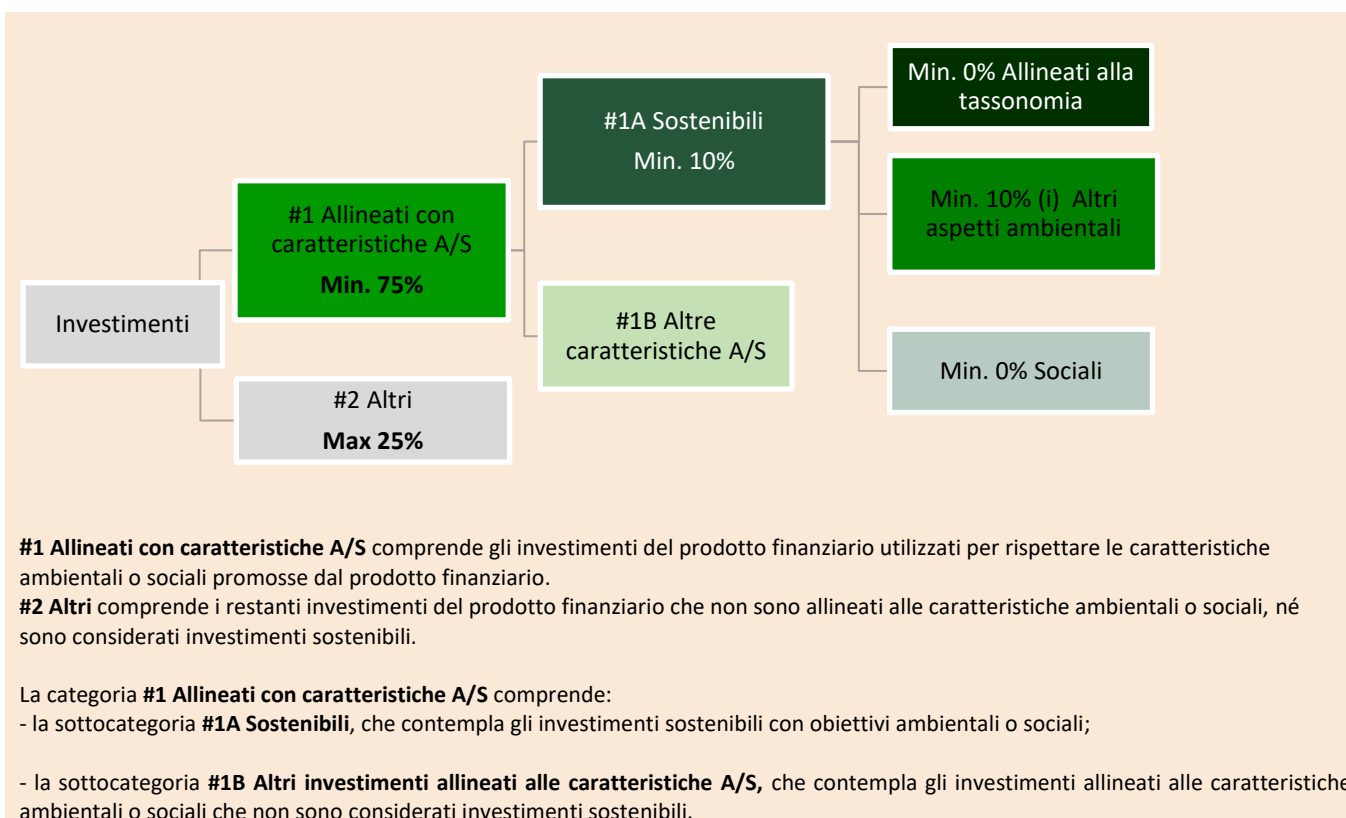 Investimenti
#1 Allineati con
caratteristiche A/S
Min. 75%
#2 Altri
Max 25%
#1A Sostenibili
Min. 10%
#1B Altre
caratteristiche A/S
Min. 0% Allineati alla
tassonomia
Min. 10% (i) Altri
aspetti ambientali
Min. 0% Sociali
#1 Allineati con caratteristiche A/S comprende gli investimenti del prodotto finanziario utilizzati per rispettare le caratteristiche
ambientali o sociali promosse dal prodotto finanziario.
#2 Altri comprende i restanti investimenti del prodotto finanziario che non sono allineati alle caratteristiche ambientali o sociali, né
sono considerati investimenti sostenibili.
La categoria #1 Allineati con caratteristiche A/S comprende:
- la sottocategoria #1A Sostenibili, che contempla gli investimenti sostenibili con obiettivi ambientali o sociali;
- la sottocategoria #1B Altri investimenti allineati alle caratteristiche A/S, che contempla gli investimenti allineati alle caratteristiche
ambientali o sociali che non sono considerati investimenti sostenibili.